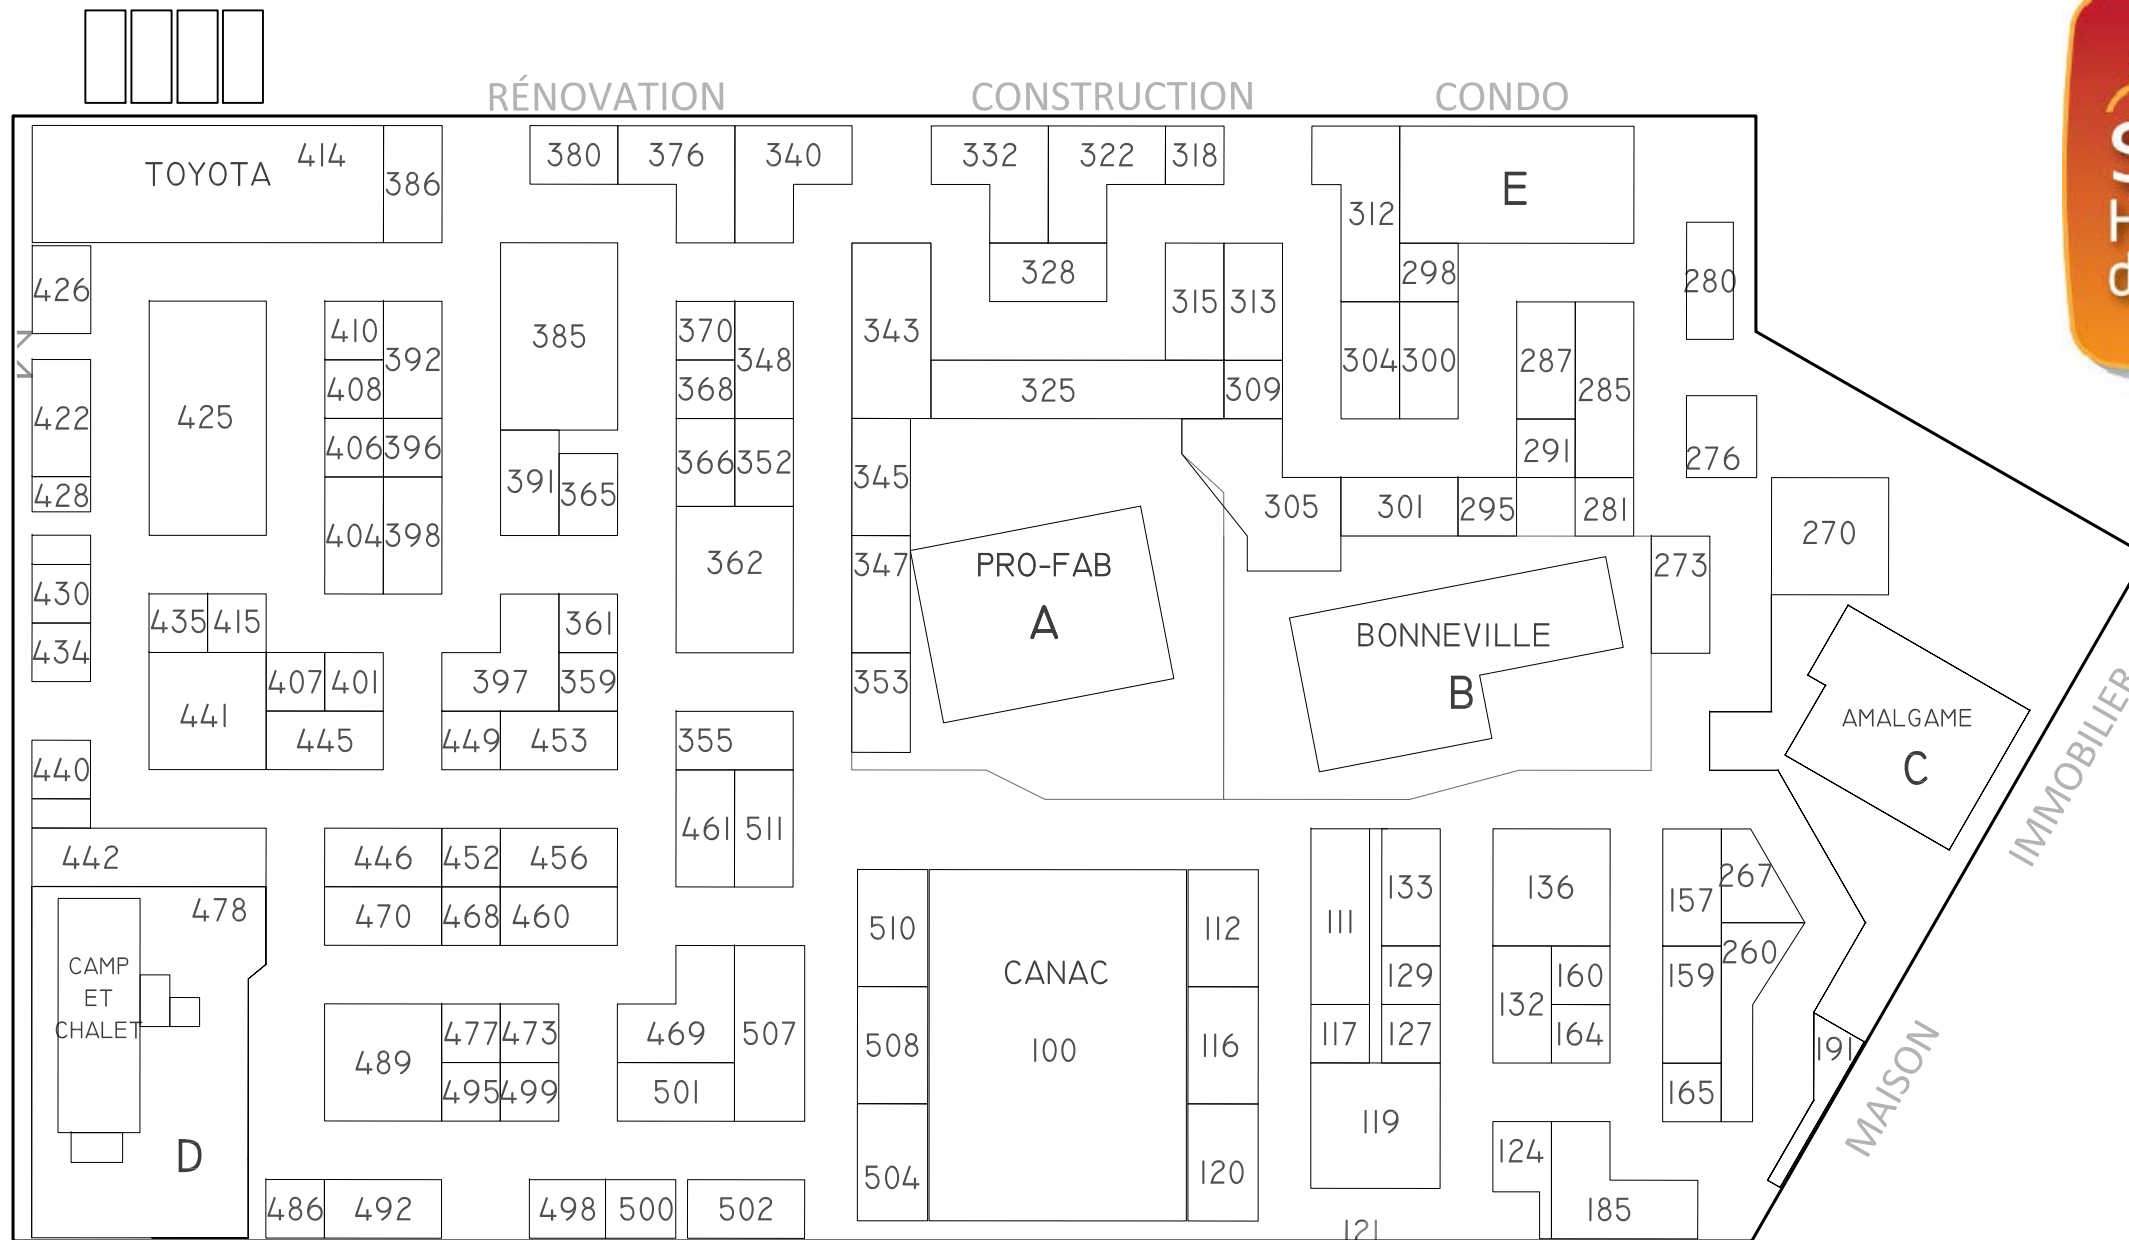 RÉNOVATION CONSTRUCTION CONDO
TOYOTA 414 386 380 376 340 332 322 318 312 E
426 328 315 313 298 280
410 392 385 370 348 343 304 300 287 285
408 368 325 309
422 425 406 396 366 352 345 291 276
428 391 365 305 301 295 281
404 398 362 347 PRO-FAB 273 270
430 435 415 361 A BONNEVILLE
434 407 401 397 359 353 B AMALGAME
441 445 449 453 355 C
440 461 511 IMMOBILIER
442 446 452 456 133 136 267
478 470 468 460 510 112 111 157
CAMP
ET
CHALET
CANAC
129 160 260
132 159
477 473 469 507 508 100 116 117 127 164 191
489 MAISON
495 499 501 119 165
D 504 120 124
486 492 498 500 502 185
121